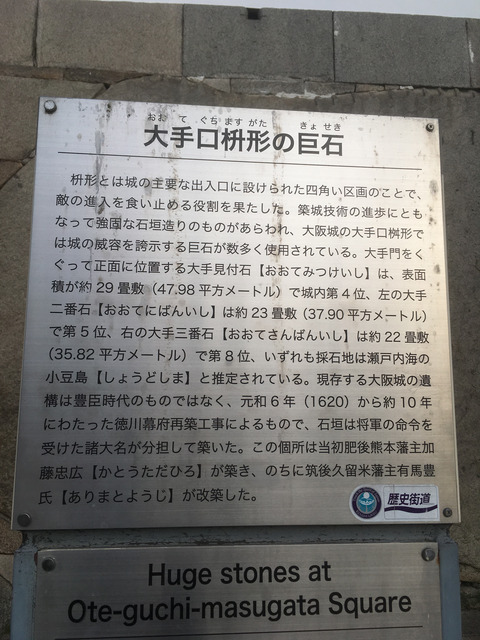 おお て ぐち ます がた きょ せき
大手口枡形の巨石
枡形とは城の主要な出入口に設けられた四角い区画のことで、
敵の進入を食い止める役割を果たした。築城技術の進歩にとも
なって強固な石垣造りのものがあらわれ、大阪城の大手口桝形で
は城の威容を誇示する巨石が数多く使用されている。大手門をく
ぐって正面に位置する大手見付石【おおてみつけいし】は、表面
積が約29畳敷（47.98平方メートル）で城内第4位、左の大手
二番石【おおてにばんいし】は約23畳敷（37.90平方メートル）
で第5位、右の大手三番石【おおてさんばんいし】は約22畳敷
（35.82平方メートル）で第8位、いずれも採石地は瀬戸内海の
小豆島【しょうどしま】と推定されている。現存する大阪城の遺
構は豊臣時代のものではなく、元和6年（1620）から約10年
にわたった徳川幕府再築工事によるもので、石垣は将軍の命令を
受けた諸大名が分担して築いた。この個所は当初肥後熊本藩主加
藤忠広【かとうただひろ】が築き、のちに筑後久留米藩主有馬豊
氏【ありまとようじ】が改築した。
歴史街道
Huge stones at
Ote-guchi-masugata Square